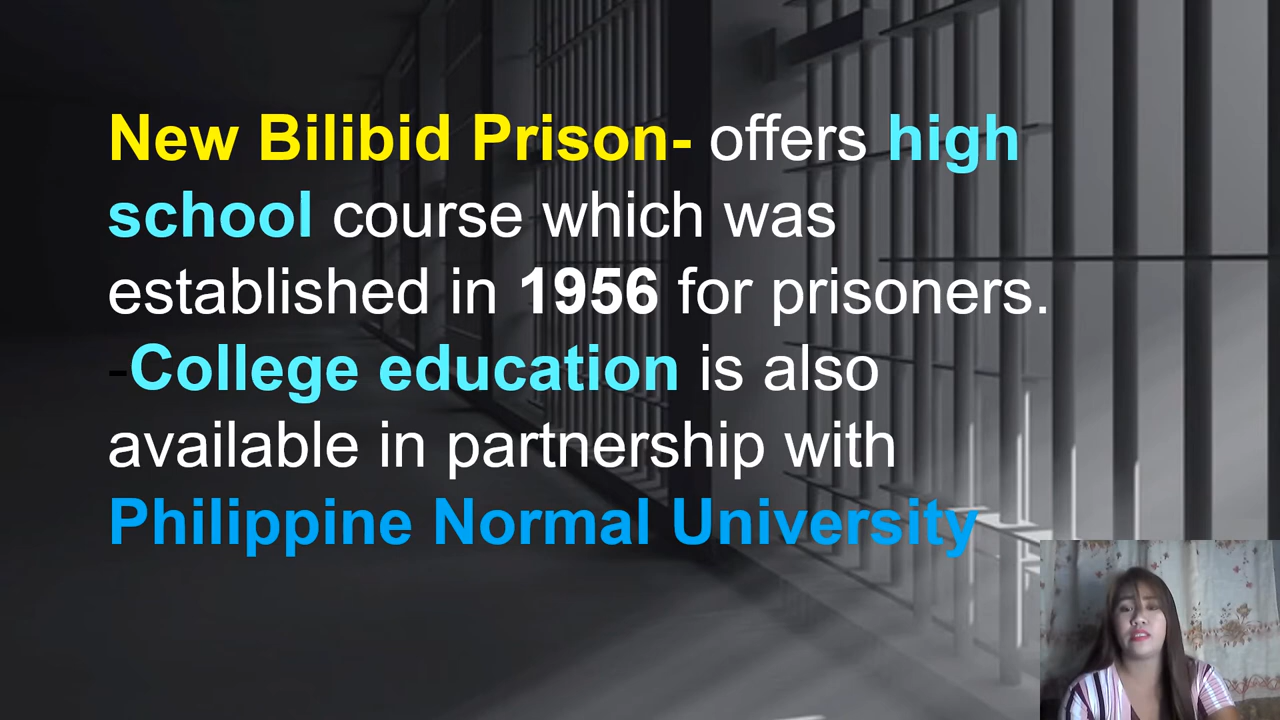 New Bilibid Prison- offers high
school course which was
established in 1956 for prisoners.
-College education is also
available in partnership with
Philippine Normal University